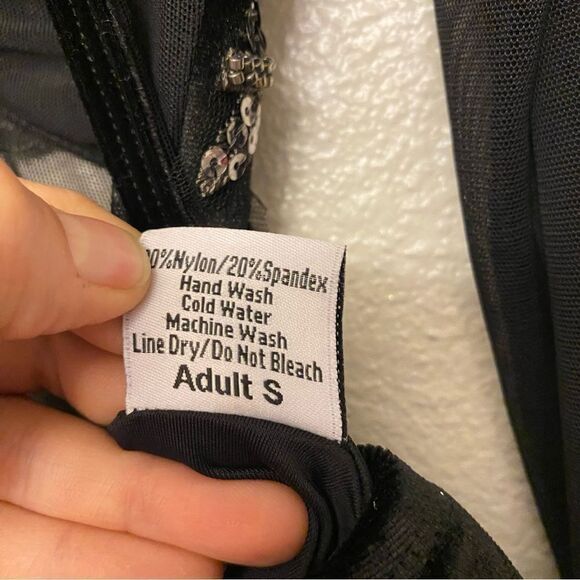 0%Nylon/20%Spandex
Hand Wash
Cold Water
Machine Wash
Line Dry/Do Not Bleach
Adult S